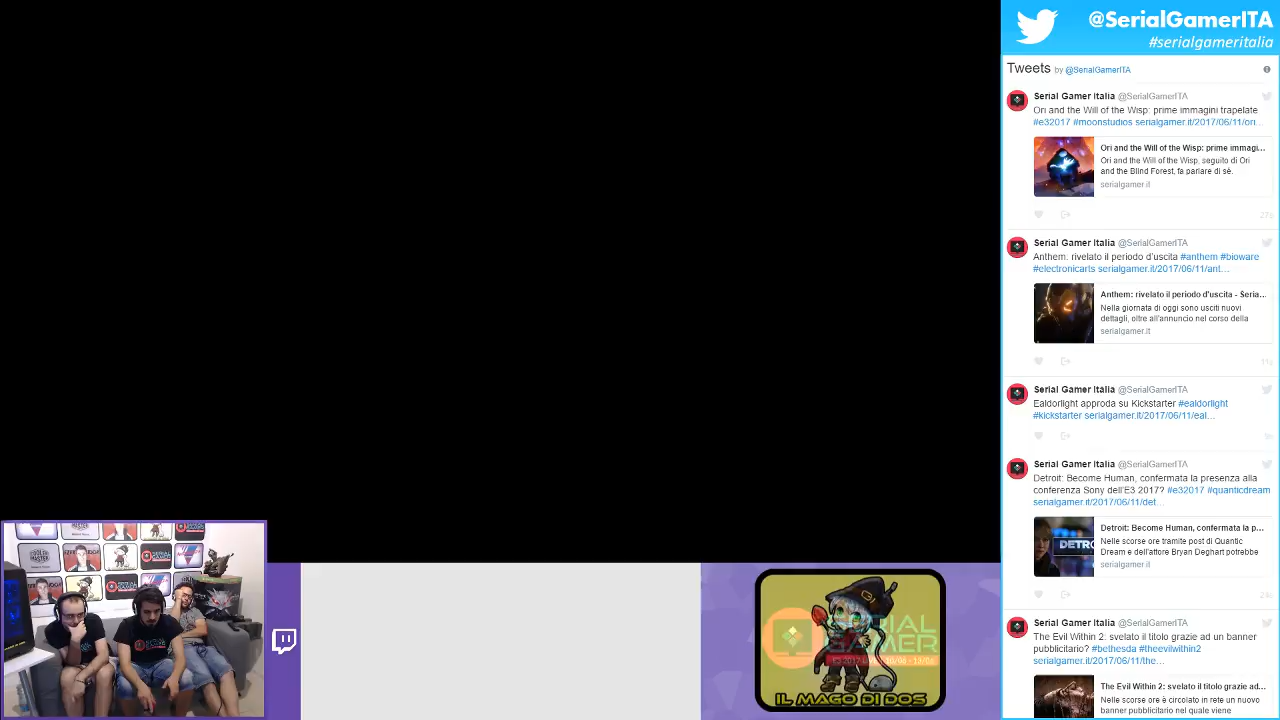 @SerialGamerITA
#serialgameritalia
Tweets by @SerialGamerITA
Serial Gamer Italia @SerialGamerITA
Ori and the Will of the Wisp: prime immagini trapelate
#e32017 #moonstudios serialgamer.it/2017/06/11/ori...
Ori and the Will of the Wisp: prime immagi...
Ori and the Will of the Wisp, seguito di Ori
and the Blind Forest, fa parlare di sè.
serialgamer.it
Serial Gamer Italia @SerialGamerITA
Anthem: rivelato il periodo d'uscita #anthem #bioware
#electronicarts serialgamer.it/2017/06/11/ant...
Anthem: rivelato il periodo d'uscita - Seria...
Nella giornata di oggi sono usciti nuovi
dettagli, oltre all'annuncio nel corso della
serialgamer.it
Serial Gamer Italia @SerialGamerITA
Ealdorlight approda su Kickstarter #ealdorlight
#kickstarter serialgamer.it/2017/06/11/eal...
Serial Gamer Italia @SerialGamerITA
Detroit: Become Human, confermata la presenza alla
conferenza Sony dell'E3 2017? #e32017 #quanticdream
serialgamer.it/2017/06/11/det...
DETRO
Detroit: Become Human, confermata la p...
Nelle scorse ore tramite post di Quantic
Dream e dell'attore Bryan Deghart potrebbe
serialgamer.it
Serial Gamer Italia @SerialGamerITA
The Evil Within 2: svelato il titolo grazie ad un banner
pubblicitario? #bethesda #theevilwithin2
serialgamer.it/2017/06/11/the...
The Evil Within 2: svelato il titolo grazie ad...
Nelle scorse ore è circolato in rete un nuovo
banner pubblicitario nel quale viene
SERIAL
GAMER
IL MAGO DI DOS